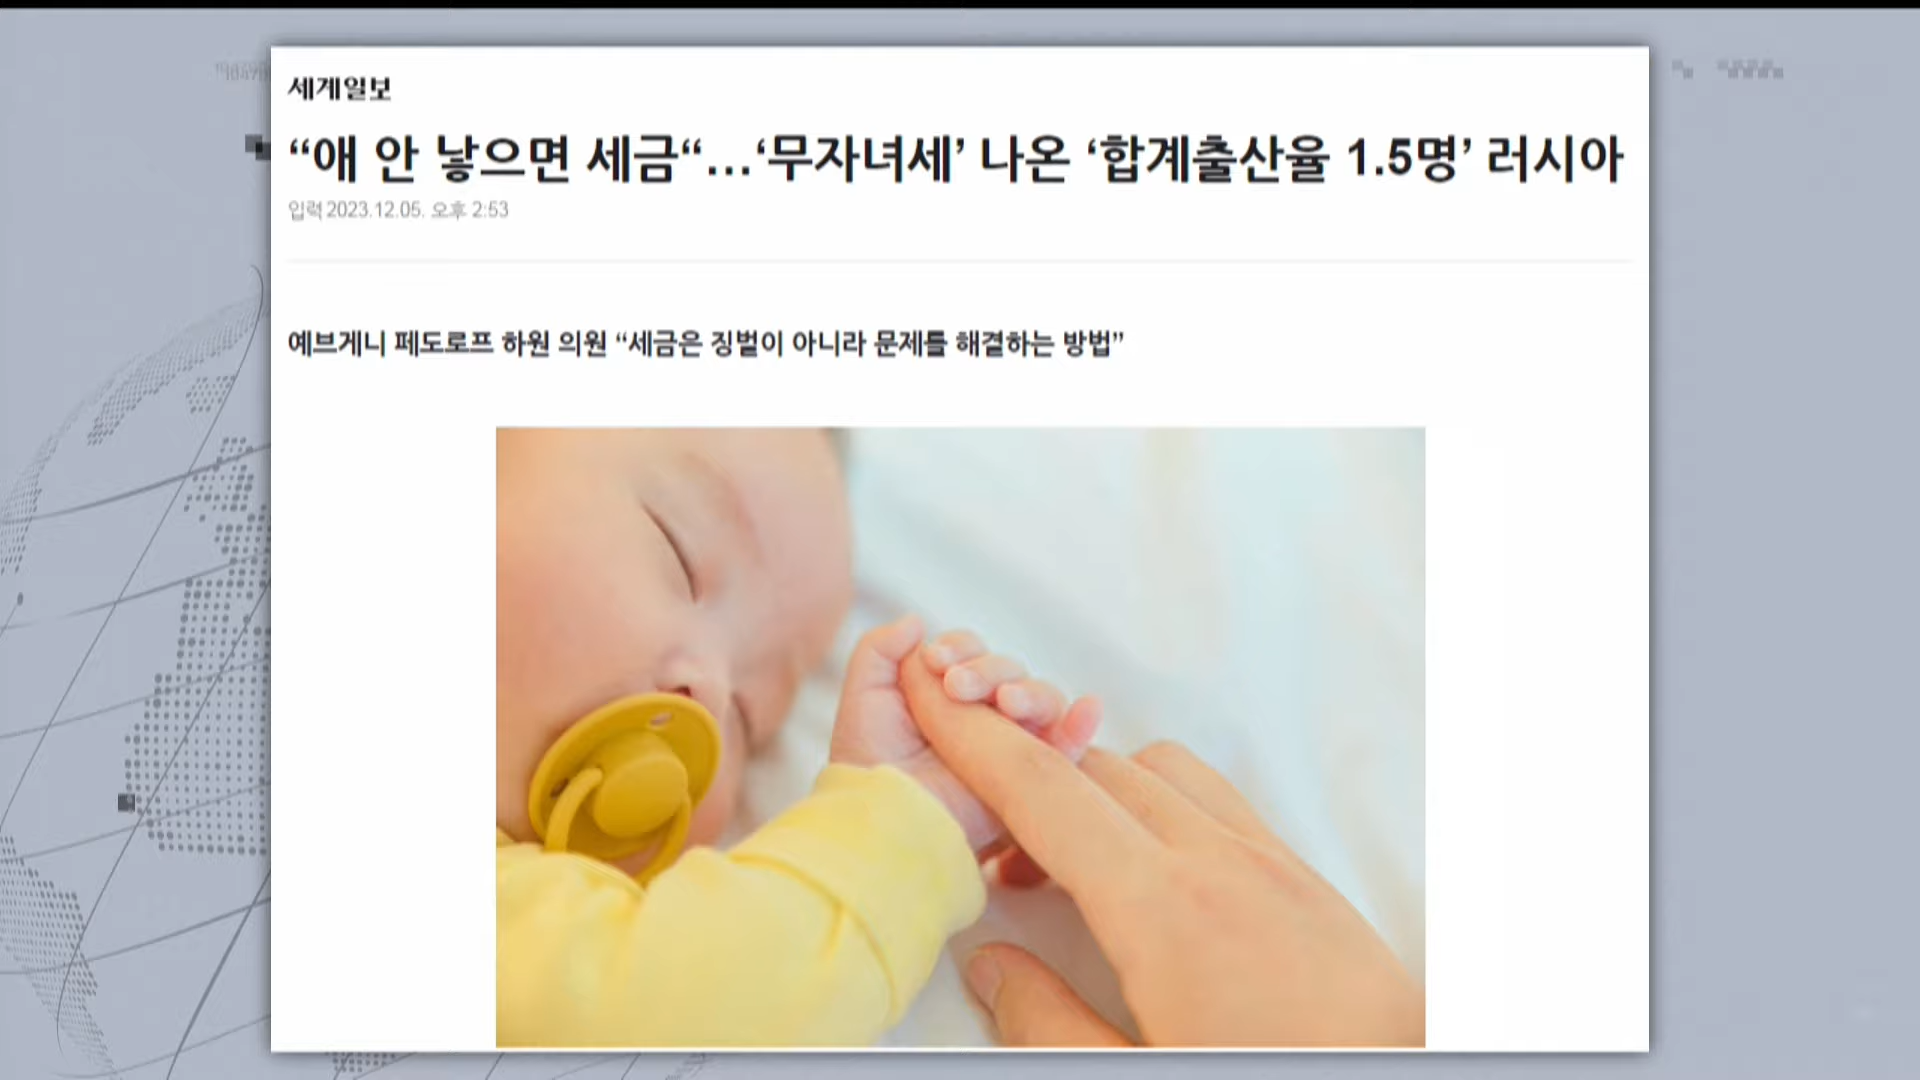 세계일보
“애 안 낳으면 세금“...‘무자녀세’ 나온 ‘합계출산율 1.5명’ 러시아
입력 2023.12.05. 오후 2:53
예브게니 페도로프 하원 의원 “세금은 징벌이 아니라 문제를 해결하는 방법”